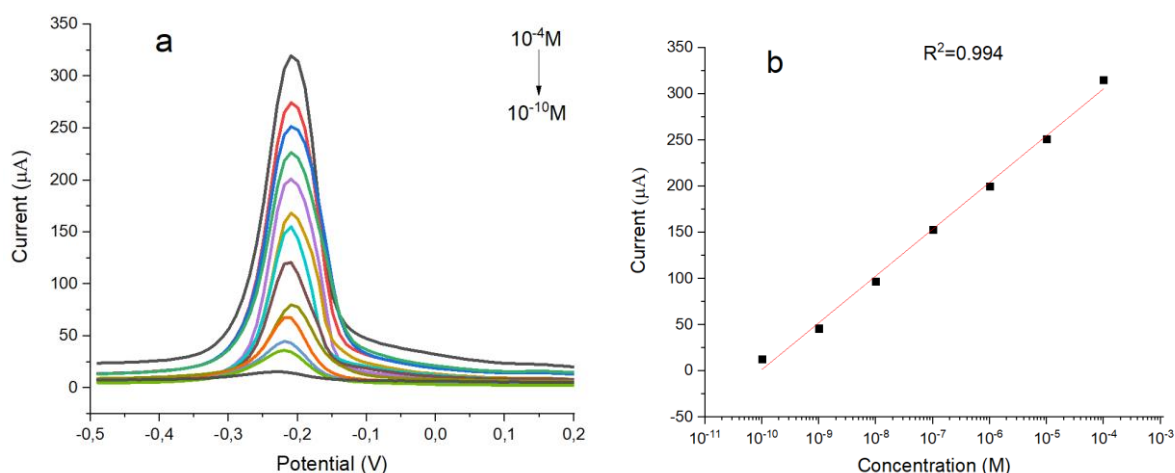 a
10⁻⁴M
10⁻¹⁰M
350
300
250
200
150
100
50
0
Current (μA)
-0,5 -0,4 -0,3 -0,2 -0,1 0,0 0,1 0,2
Potential (V)
b
R²=0.994
350
300
250
200
150
100
50
0
-50
Current (μA)
10⁻¹¹ 10⁻¹⁰ 10⁻⁹ 10⁻⁸ 10⁻⁷ 10⁻⁶ 10⁻⁵ 10⁻⁴ 10⁻³
Concentration (M)